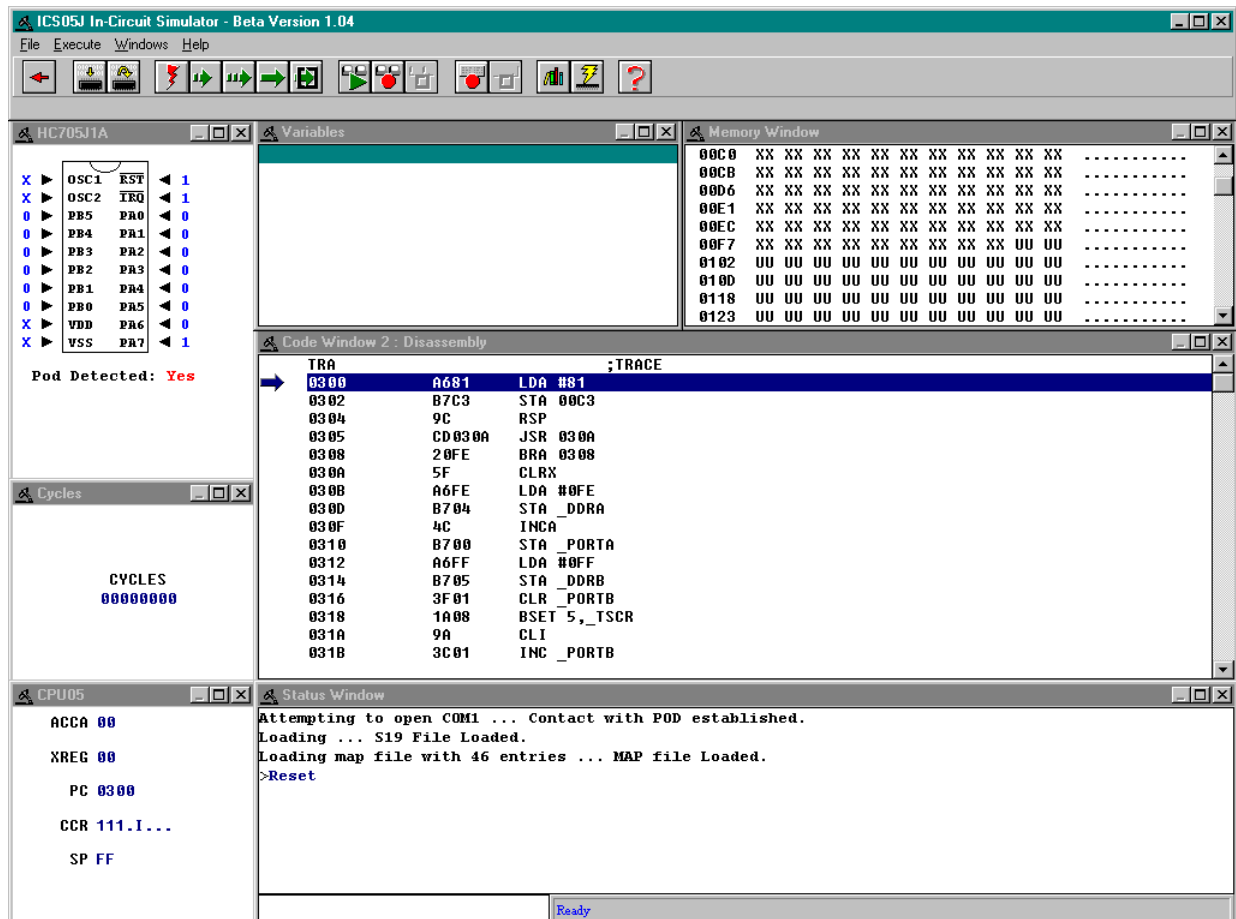 ICS05J In-Circuit Simulator - Beta Version 1.04
File Execute Windows Help
HC705J1A
X OSC1 RST 1
X OSC2 IRQ 1
0 PB5 PA0 0
0 PB4 PA1 0
0 PB3 PA2 0
0 PB2 PA3 0
0 PB1 PA4 0
0 PB0 PA5 0
X VDD PA6 0
X VSS PA7 1
Pod Detected: Yes
Variables
Memory Window
00C0 XX XX XX XX XX XX XX XX XX XX XX ...........
00CB XX XX XX XX XX XX XX XX XX XX XX ...........
00D6 XX XX XX XX XX XX XX XX XX XX XX ...........
00E1 XX XX XX XX XX XX XX XX XX XX XX ...........
00EC XX XX XX XX XX XX XX XX XX XX XX ...........
00F7 XX XX XX XX XX XX XX XX XX UU UU ...........
0102 UU UU UU UU UU UU UU UU UU UU UU ...........
010D UU UU UU UU UU UU UU UU UU UU UU ...........
0118 UU UU UU UU UU UU UU UU UU UU UU ...........
0123 UU UU UU UU UU UU UU UU UU UU UU ...........
Code Window 2 : Disassembly
TRA ;TRACE
0300 A681 LDA #81
0302 B7C3 STA 00C3
0304 9C RSP
0305 CD030A JSR 030A
0308 20FE BRA 0308
030A 5F CLRX
030B A6FE LDA #0FE
030D B704 STA _DDRA
030F 4C INCA
0310 B700 STA _PORTA
0312 A6FF LDA #0FF
0314 B705 STA _DDRB
0316 3F01 CLR _PORTB
0318 1A08 BSET 5,_TSCR
031A 9A CLI
031B 3C01 INC _PORTB
Cycles
CYCLES
00000000
CPU05
ACCA 00
XREG 00
PC 0300
CCR 111.I...
SP FF
Status Window
Attempting to open COM1 ... Contact with POD established.
Loading ... S19 File Loaded.
Loading map file with 46 entries ... MAP file Loaded.
>Reset
Ready